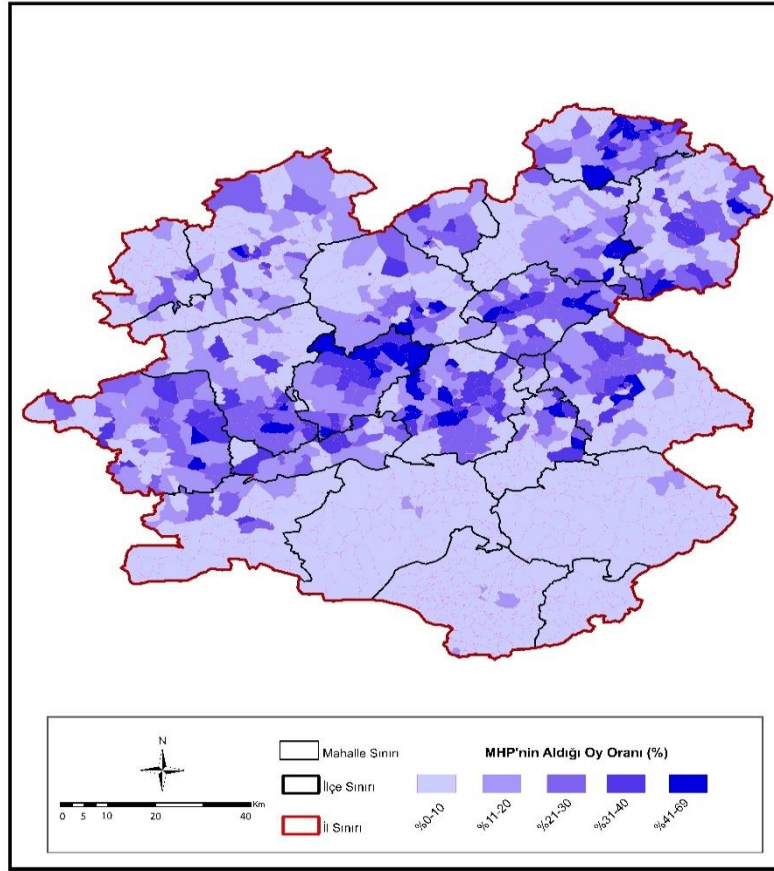 N
0 5 10 20 40 Km
Mahalle Sınırı
İlçe Sınırı
İl Sınırı
MHP'nin Aldığı Oy Oranı (%)
%0-10
%11-20
%21-30
%31-40
%41-69